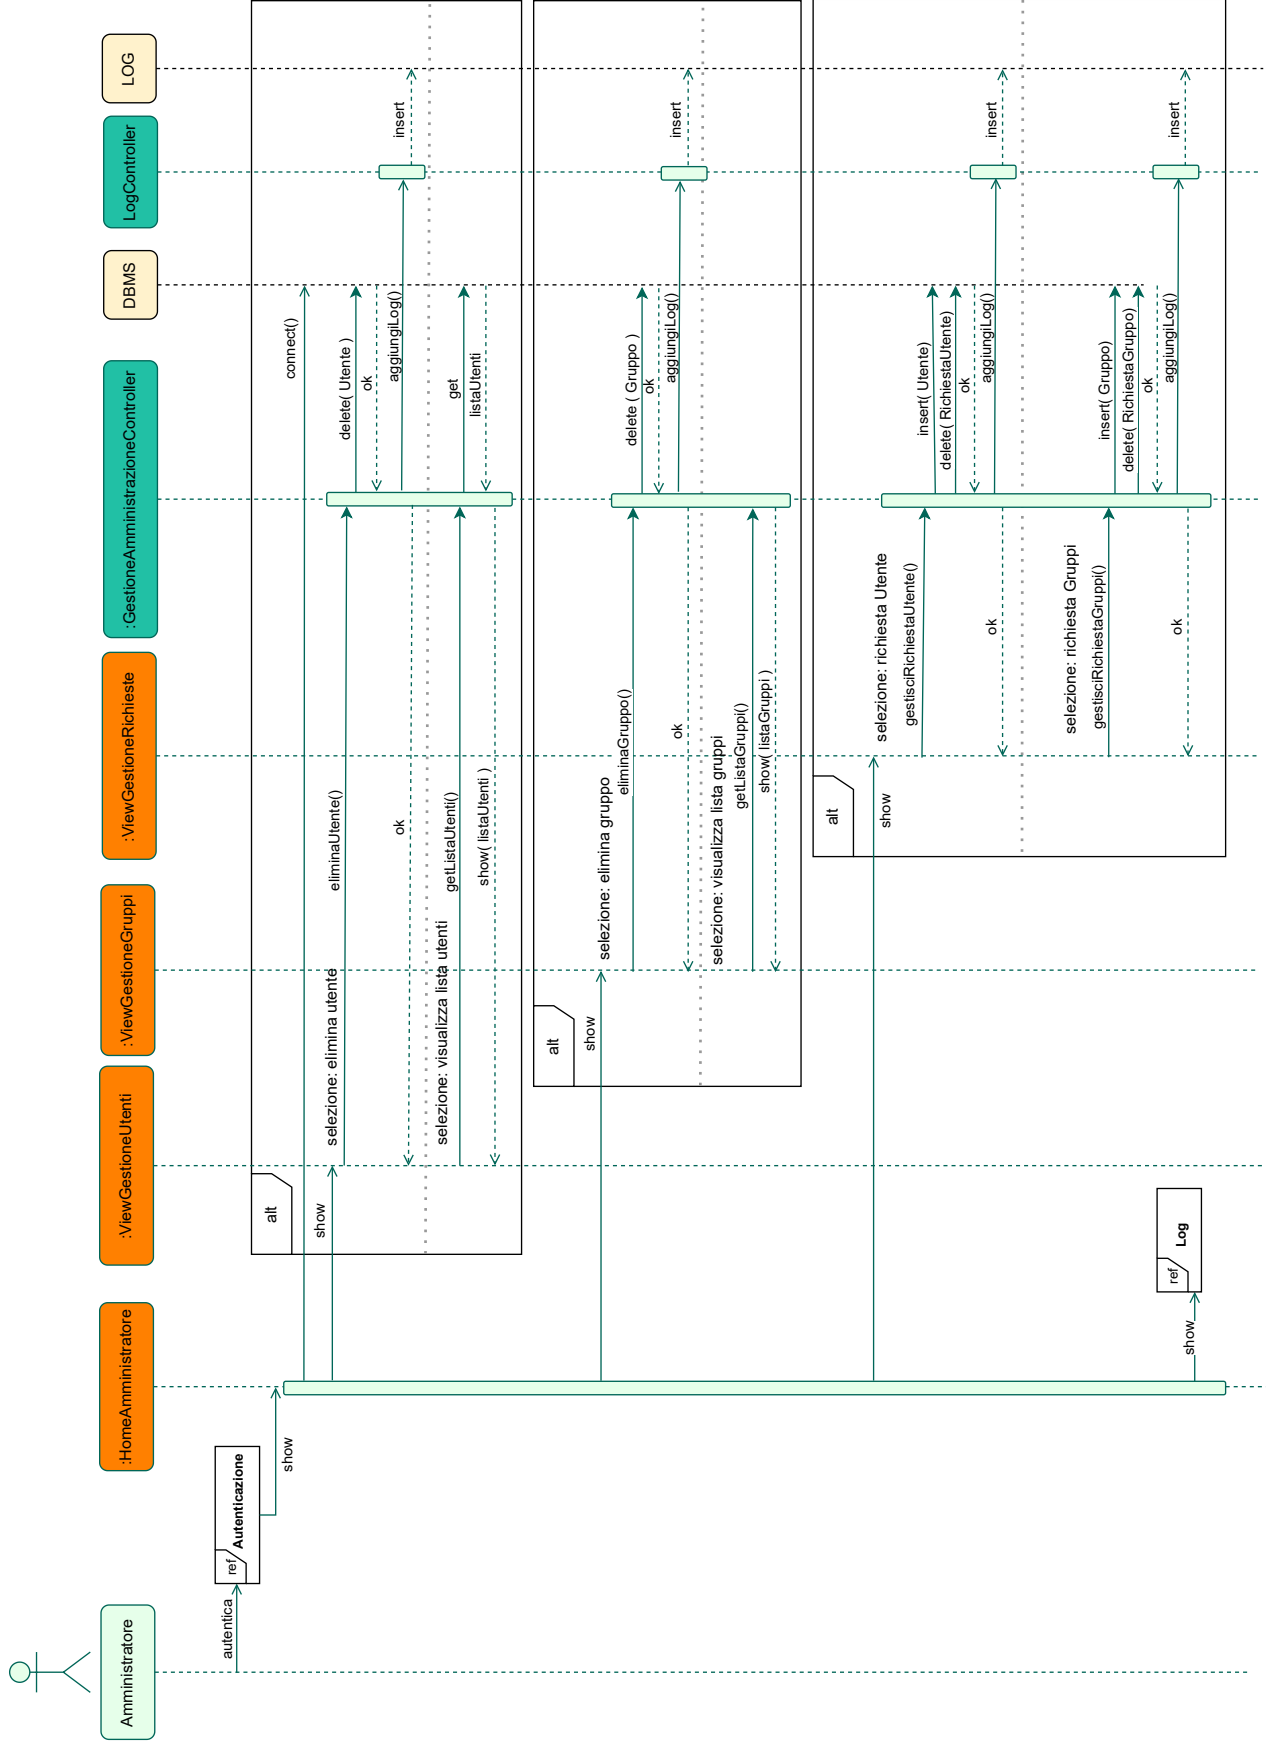 Amministratore
:HomeAmministratore
:ViewGestioneUtenti
:ViewGestioneGruppi
:ViewGestioneRichieste
:GestioneAmministrazioneController
DBMS
LogController
LOG
autentica
ref
Autenticazione
show
connect()
alt
show
selezione: elimina utente
eliminaUtente()
delete( Utente )
ok
aggiungiLog()
insert
ok
selezione: visualizza lista utenti
getListaUtenti()
get
listaUtenti
show( listaUtenti )
alt
show
selezione: elimina gruppo
eliminaGruppo()
delete ( Gruppo )
ok
aggiungiLog()
insert
ok
selezione: visualizza lista gruppi
getListaGruppi()
show( listaGruppi )
alt
show
selezione: richiesta Utente
gestisciRichiestaUtente()
insert( Utente)
delete( RichiestaUtente)
ok
aggiungiLog()
insert
ok
selezione: richiesta Gruppi
gestisciRichiestaGruppi()
insert( Gruppo)
delete( RichiestaGruppo)
ok
aggiungiLog()
insert
ok
show
ref
Log